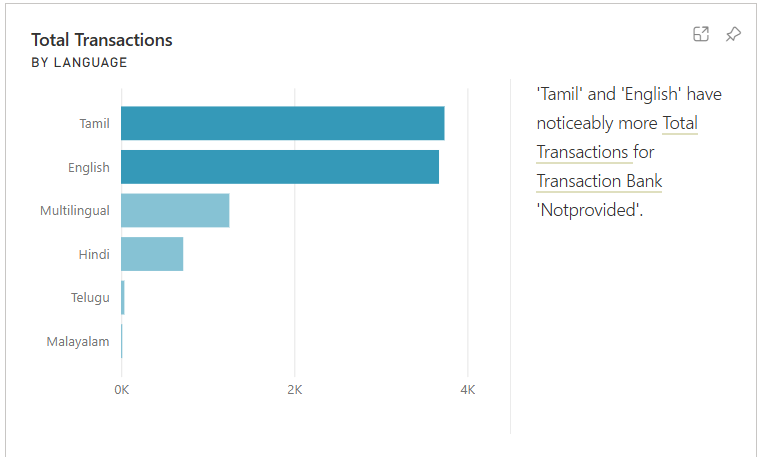 Total Transactions
BY LANGUAGE
Tamil
English
Multilingual
Hindi
Telugu
Malayalam
0K
2K
4K
'Tamil' and 'English' have
noticeably more Total
Transactions for
Transaction Bank
'Notprovided'.